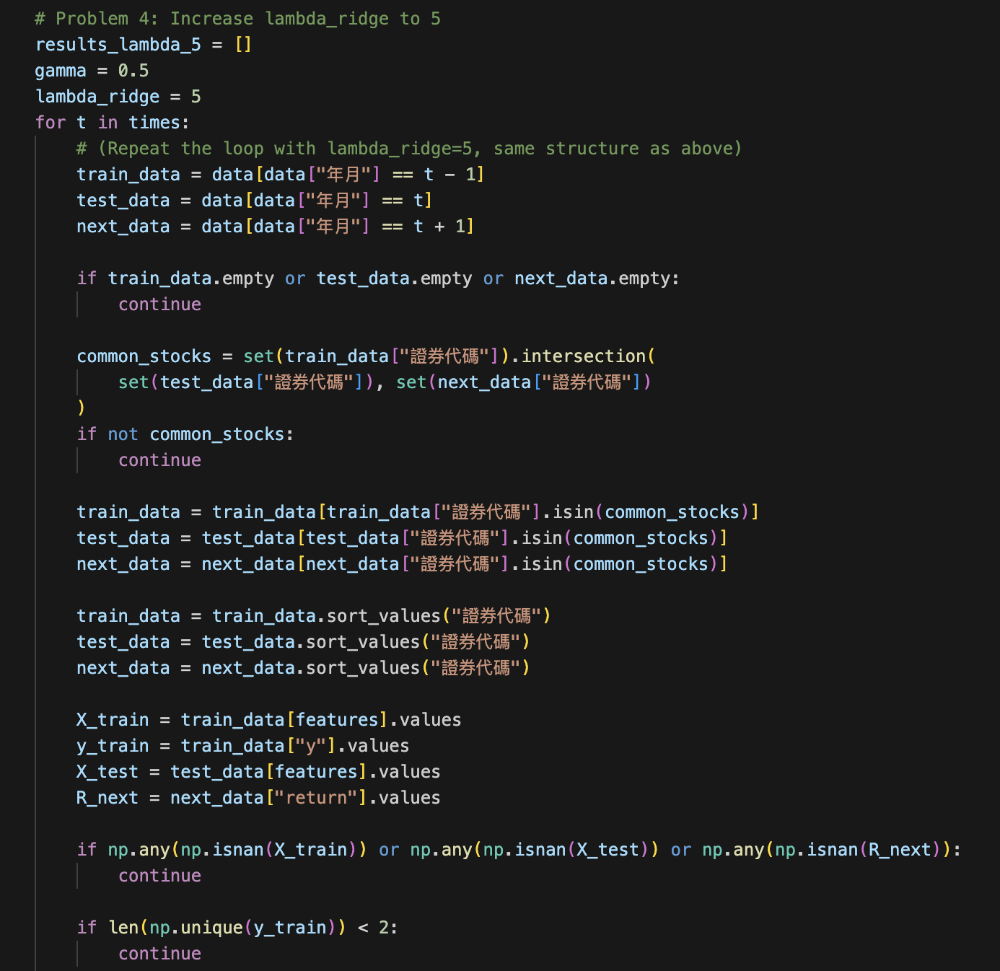 # Problem 4: Increase lambda_ridge to 5
results_lambda_5 = []
gamma = 0.5
lambda_ridge = 5
for t in times:
    # (Repeat the loop with lambda_ridge=5, same structure as above)
    train_data = data[data["年月"] == t - 1]
    test_data = data[data["年月"] == t]
    next_data = data[data["年月"] == t + 1]

    if train_data.empty or test_data.empty or next_data.empty:
        continue

    common_stocks = set(train_data["證券代碼"]).intersection(
        set(test_data["證券代碼"]), set(next_data["證券代碼"])
    )
    if not common_stocks:
        continue

    train_data = train_data[train_data["證券代碼"].isin(common_stocks)]
    test_data = test_data[test_data["證券代碼"].isin(common_stocks)]
    next_data = next_data[next_data["證券代碼"].isin(common_stocks)]

    train_data = train_data.sort_values("證券代碼")
    test_data = test_data.sort_values("證券代碼")
    next_data = next_data.sort_values("證券代碼")

    X_train = train_data[features].values
    y_train = train_data["y"].values
    X_test = test_data[features].values
    R_next = next_data["return"].values

    if np.any(np.isnan(X_train)) or np.any(np.isnan(X_test)) or np.any(np.isnan(R_next)):
        continue

    if len(np.unique(y_train)) < 2:
        continue